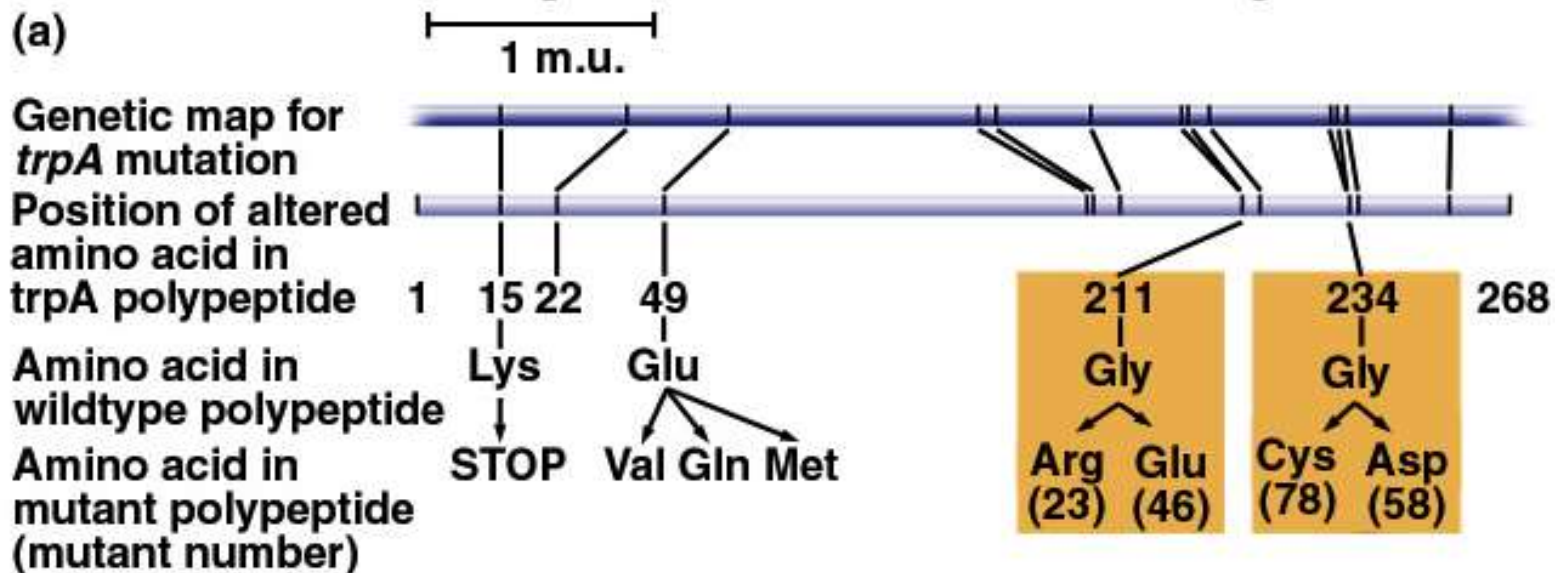 (a)
1 m.u.
Genetic map for
trpA mutation
Position of altered
amino acid in
trpA polypeptide 1 15 22 49 211 234 268
Amino acid in Lys Glu Gly Gly
wildtype polypeptide
Amino acid in STOP Val Gln Met Arg Glu Cys Asp
mutant polypeptide (23) (46) (78) (58)
(mutant number)